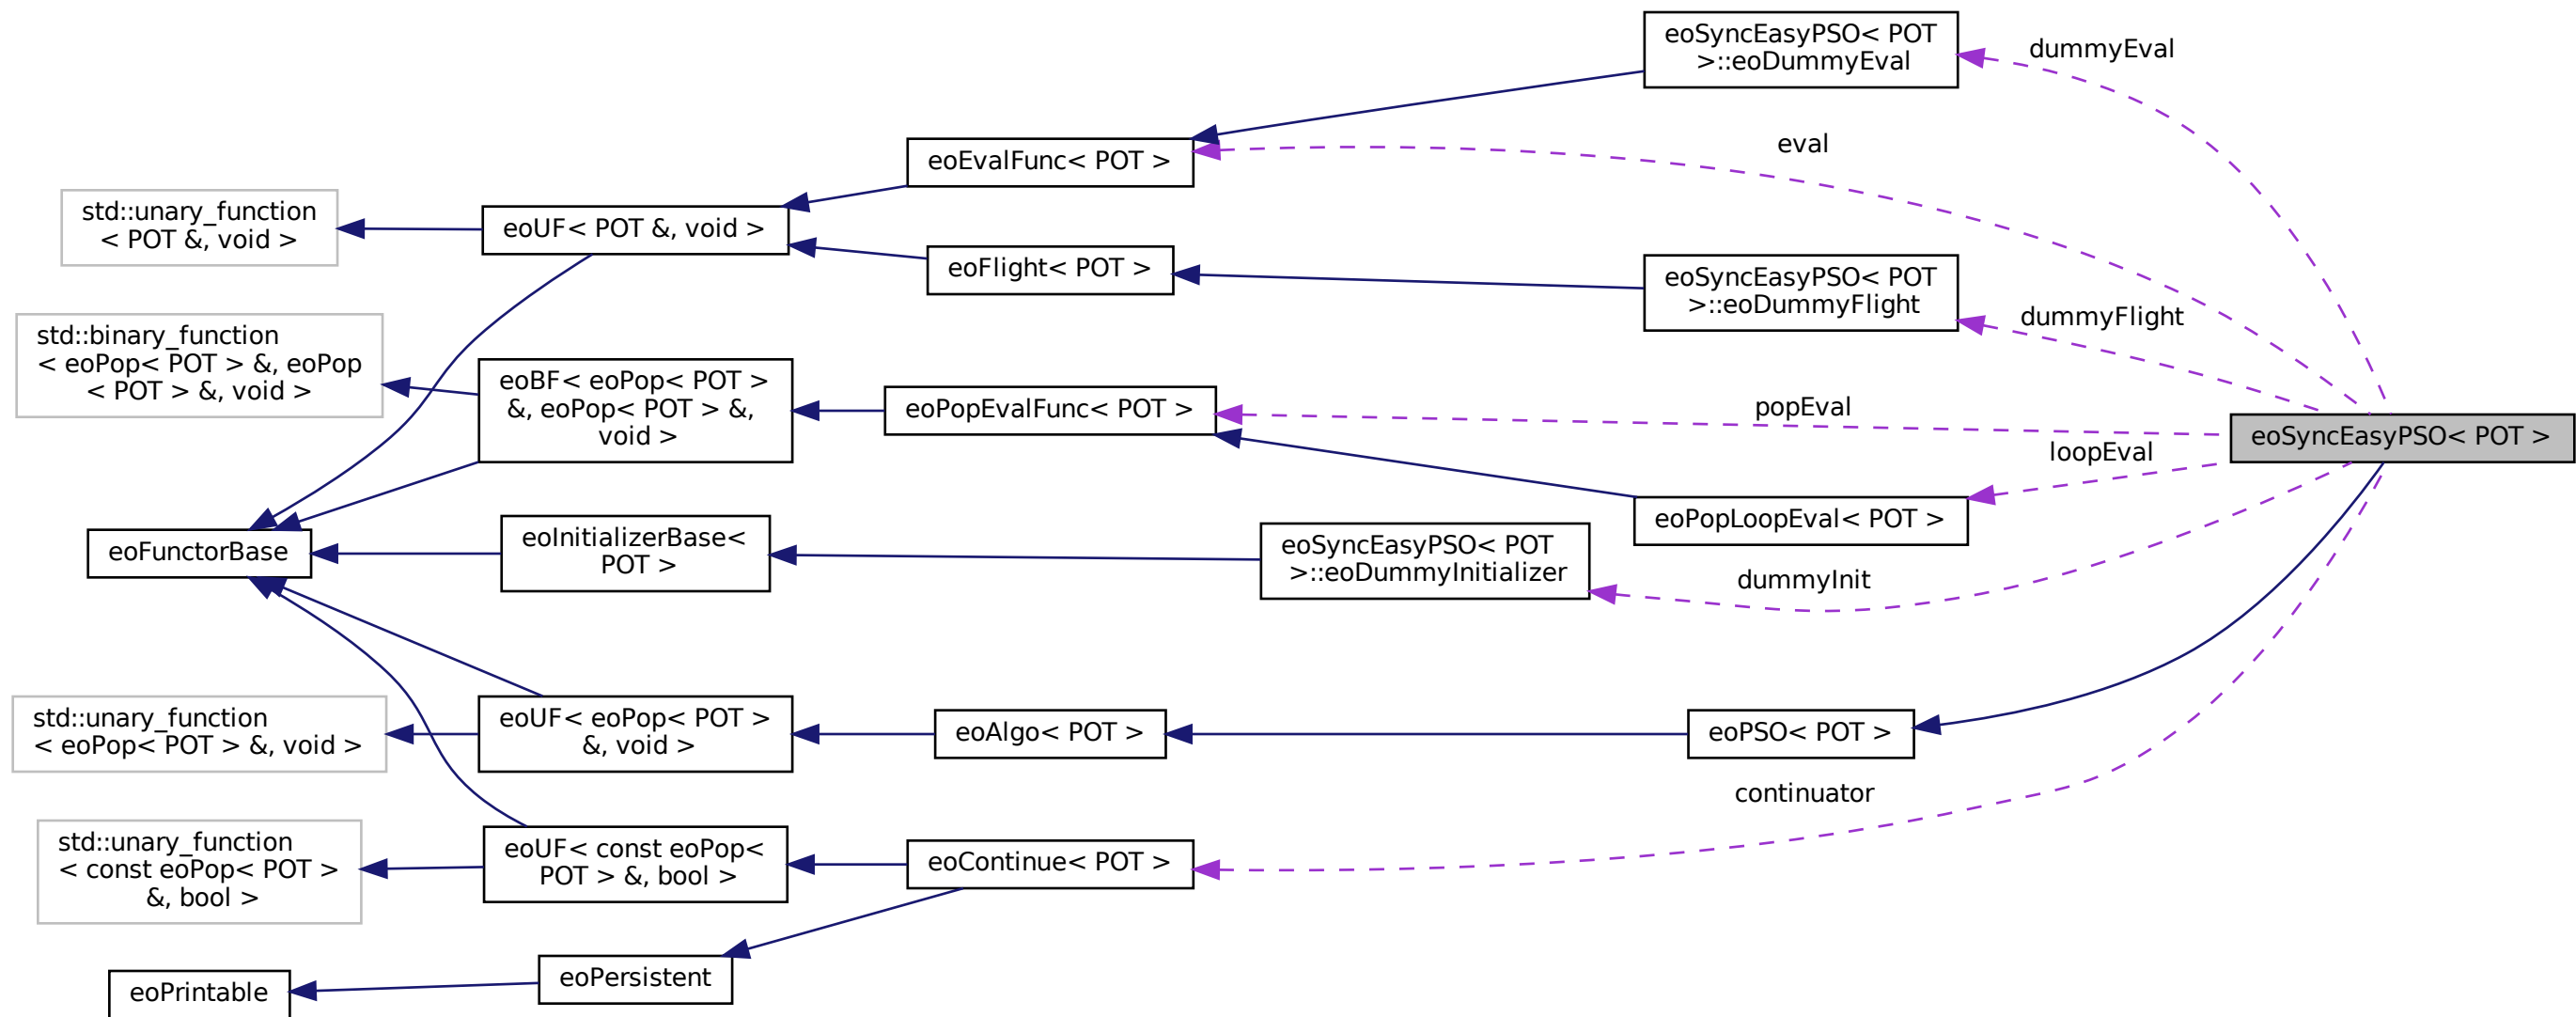 eoSyncEasyPSO< POT
>::eoDummyEval
dummyEval
eval
eoEvalFunc< POT >
std::unary_function
< POT &, void >
eoUF< POT &, void >
eoFlight< POT >
eoSyncEasyPSO< POT
>::eoDummyFlight
dummyFlight
std::binary_function
< eoPop< POT > &, eoPop
< POT > &, void >
eoBF< eoPop< POT >
&, eoPop< POT > &,
void >
eoPopEvalFunc< POT >
popEval
eoSyncEasyPSO< POT >
loopEval
eoPopLoopEval< POT >
eoFunctorBase
eoInitializerBase<
POT >
eoSyncEasyPSO< POT
>::eoDummyInitializer
dummyInit
std::unary_function
< eoPop< POT > &, void >
eoUF< eoPop< POT >
&, void >
eoAlgo< POT >
eoPSO< POT >
continuator
std::unary_function
< const eoPop< POT >
&, bool >
eoUF< const eoPop<
POT > &, bool >
eoContinue< POT >
eoPersistent
eoPrintable